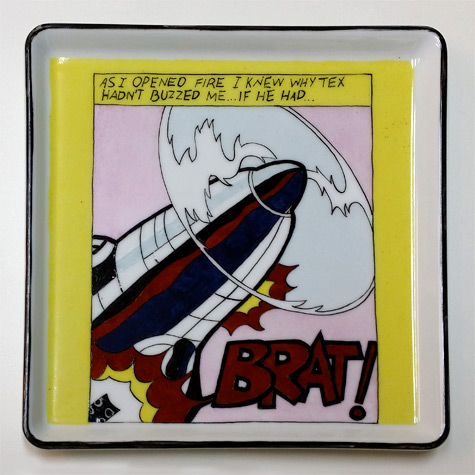 AS I OPENED FIRE I KNEW WHY TEX
HADN'T BUZZED ME...IF HE HAD...
BRAT!